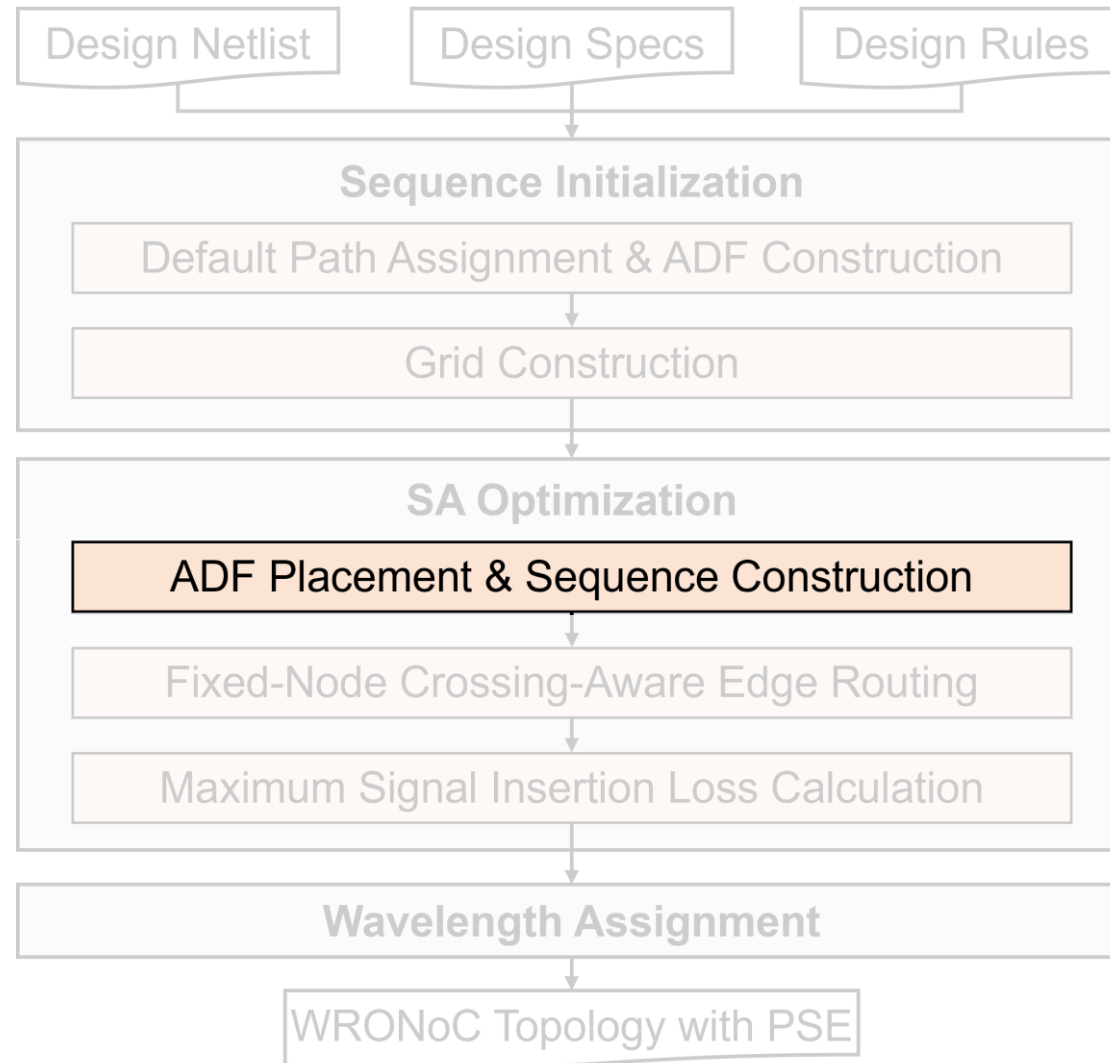 Design Netlist
Design Specs
Design Rules
Sequence Initialization
Default Path Assignment & ADF Construction
Grid Construction
SA Optimization
ADF Placement & Sequence Construction
Fixed-Node Crossing-Aware Edge Routing
Maximum Signal Insertion Loss Calculation
Wavelength Assignment
WRONoC Topology with PSE